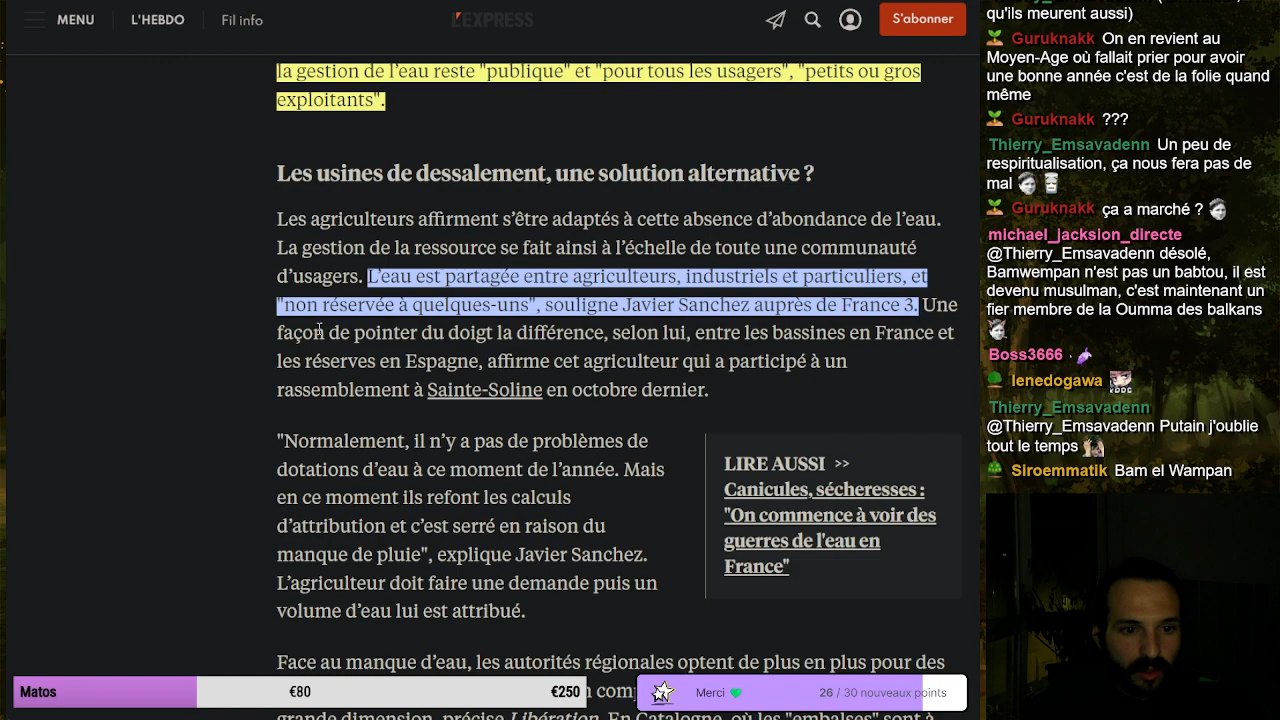 MENU
L'HEBDO
Fil info
L'EXPRESS
S'abonner
la gestion de l'eau reste "publique" et "pour tous les usagers", "petits ou gros
exploitants".
Les usines de dessalement, une solution alternative ?
Les agriculteurs affirment s'être adaptés à cette absence d'abondance de l'eau.
La gestion de la ressource se fait ainsi à l'échelle de toute une communauté
d'usagers. L'eau est partagée entre agriculteurs, industriels et particuliers, et
"non réservée à quelques-uns", souligne Javier Sanchez auprès de France 3. Une
façon de pointer du doigt la différence, selon lui, entre les bassines en France et
les réserves en Espagne, affirme cet agriculteur qui a participé à un
rassemblement à Sainte-Soline en octobre dernier.
"Normalement, il n'y a pas de problèmes de
dotations d'eau à ce moment de l'année. Mais
en ce moment ils refont les calculs
d'attribution et c'est serré en raison du
manque de pluie", explique Javier Sanchez.
L'agriculteur doit faire une demande puis un
volume d'eau lui est attribué.
LIRE AUSSI >>
Canicules, sécheresses :
"On commence à voir des
guerres de l'eau en
France"
Face au manque d'eau, les autorités régionales optent de plus en plus pour des
grande dimension, précise Libération. En Catalogne, où les "embalses" sont à
Matos
€80
€250
Merci
26 / 30 nouveaux points
qu'ils meurent aussi)
Guruknakk On en revient au
Moyen-Age où fallait prier pour avoir
une bonne année c'est de la folie quand
même
Guruknakk ???
Thierry_Emsavadenn Un peu de
respiritualisation, ça nous fera pas de
mal
Guruknakk ça a marché ?
michael_jacksion_directe
@Thierry_Emsavadenn désolé,
Bamwempan n'est pas un babtou, il est
devenu musulman, c'est maintenant un
fier membre de la Oumma des balkans
Boss3666
lenedogawa
Thierry_Emsavadenn
@Thierry_Emsavadenn Putain j'oublie
tout le temps
Siroemmatik Bam el Wampan